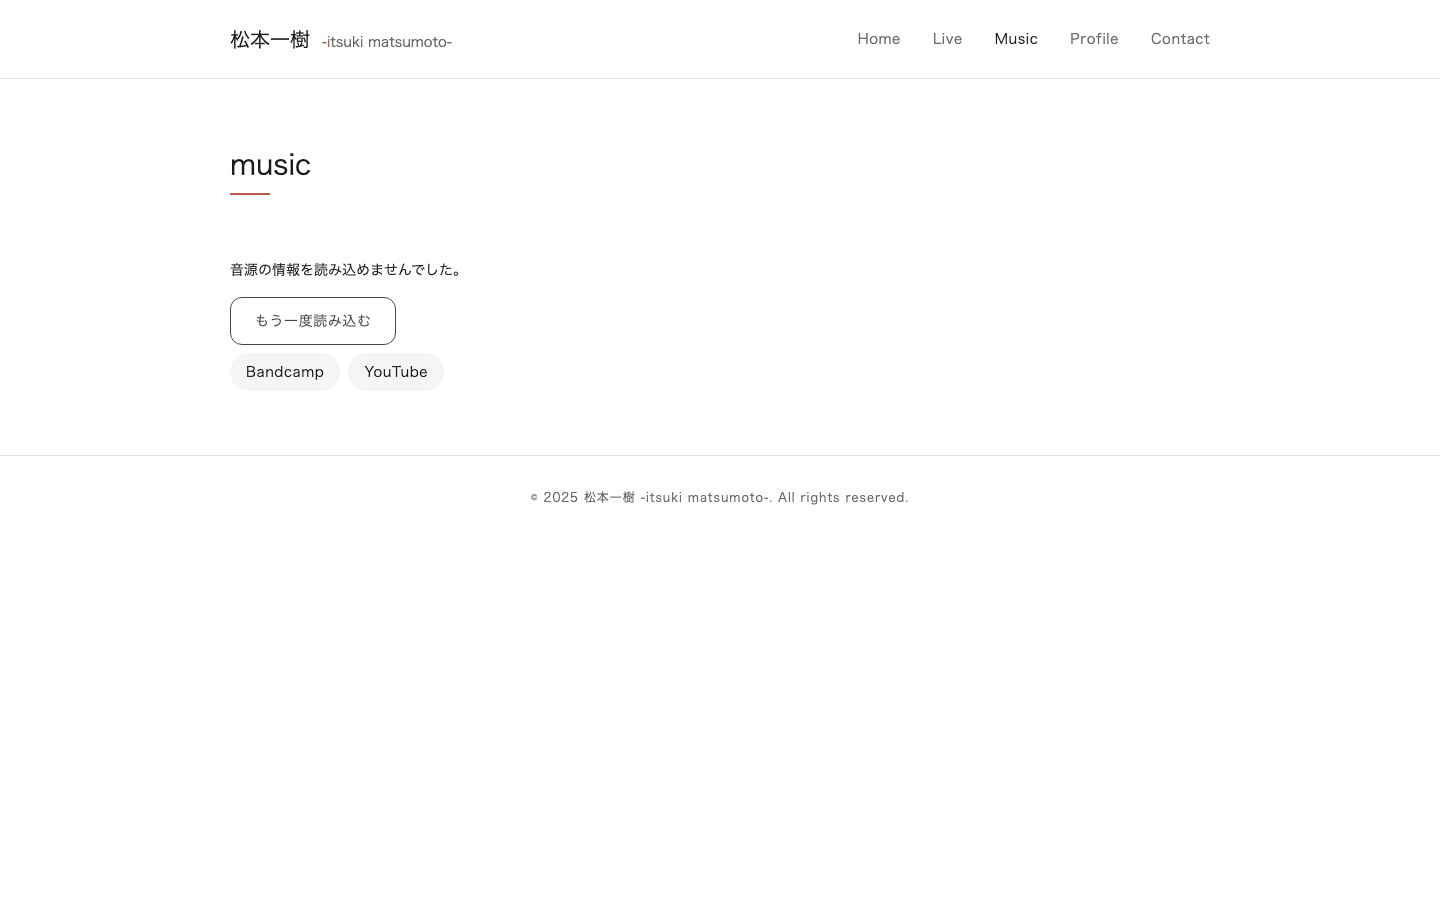 松本一樹 -itsuki matsumoto-
Home Live Music Profile Contact
music
音源の情報を読み込めませんでした。
もう一度読み込む
Bandcamp YouTube
© 2025 松本一樹 -itsuki matsumoto-. All rights reserved.